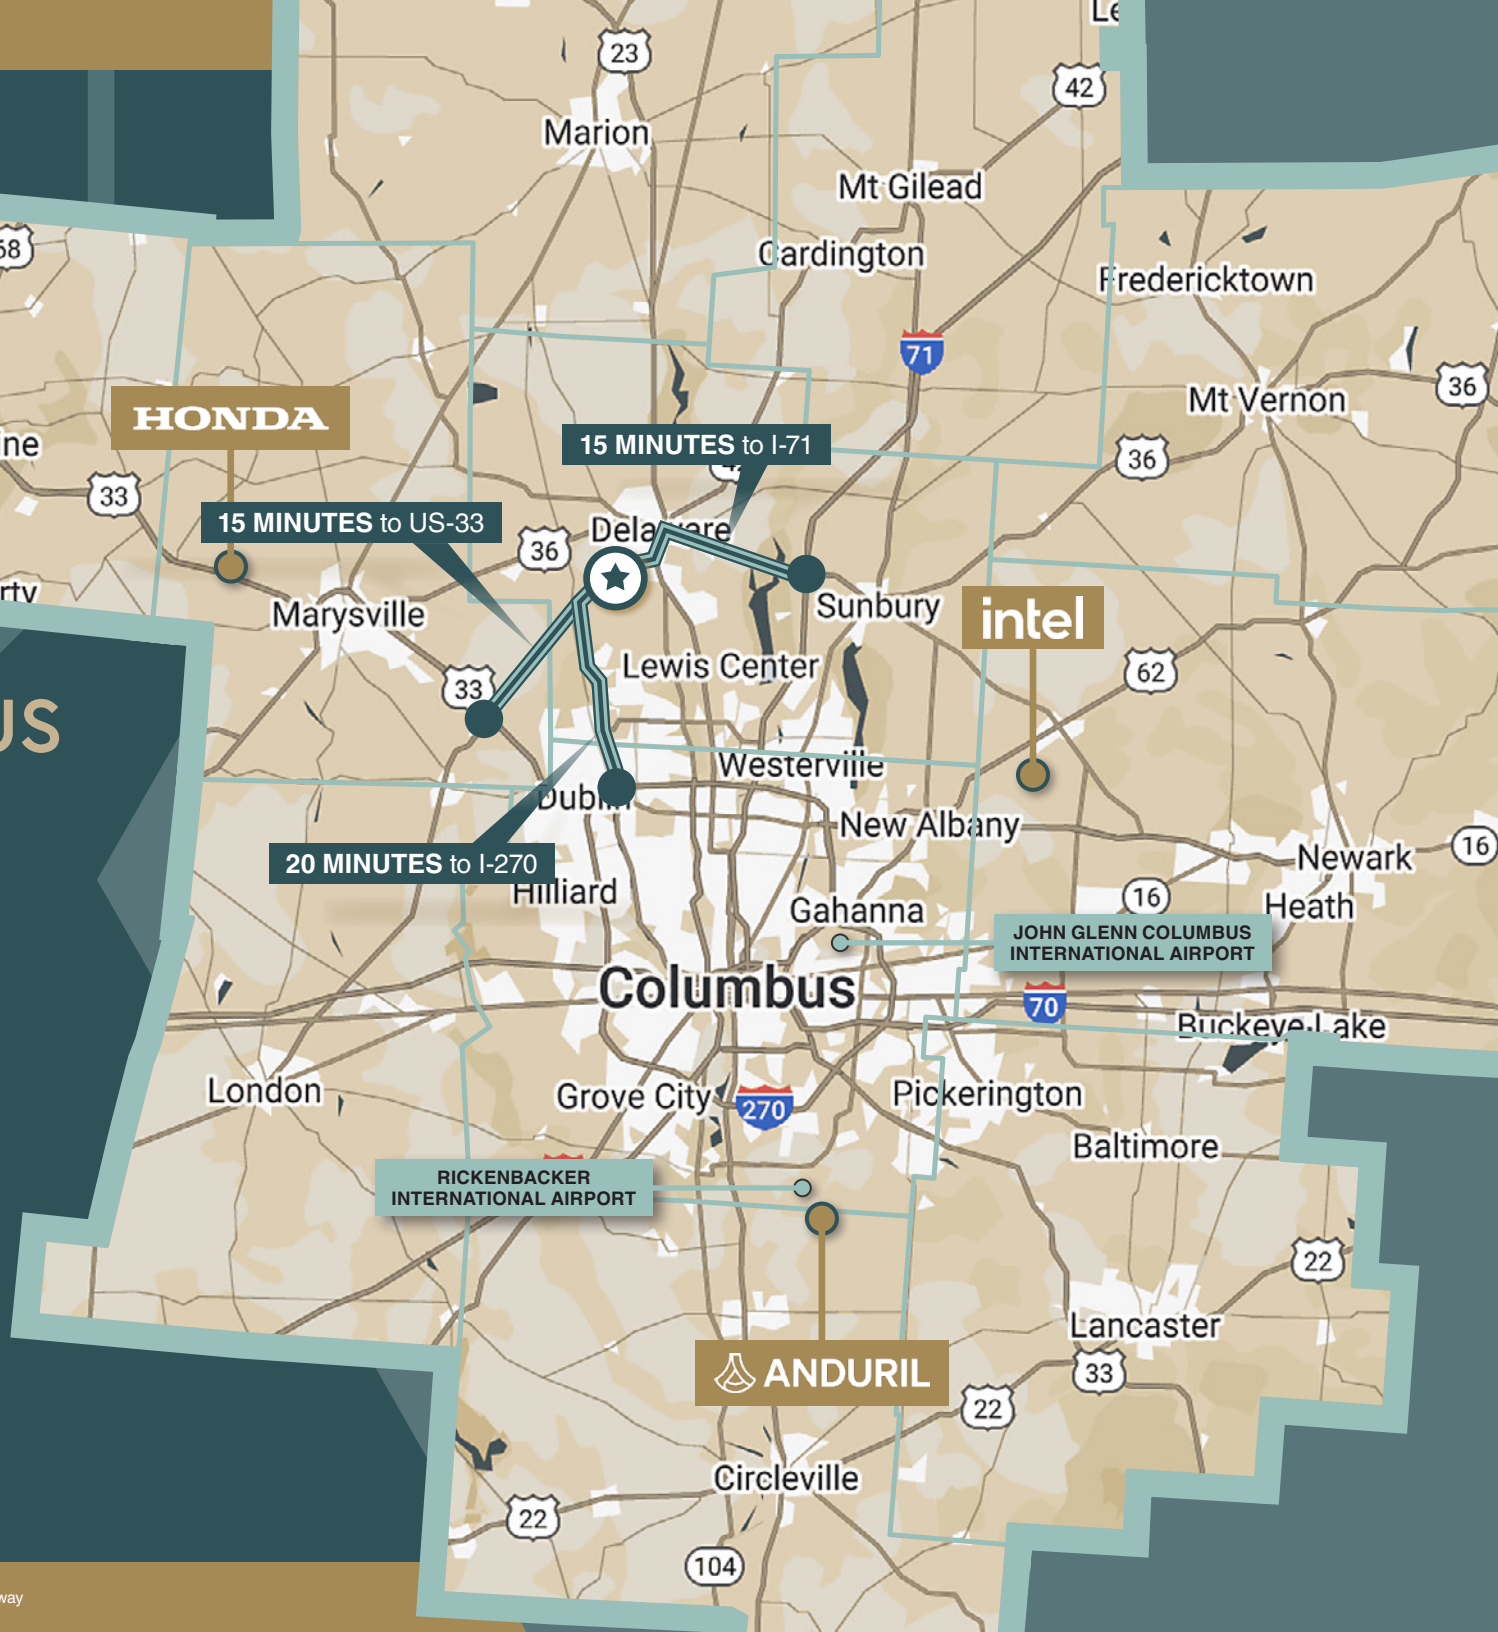 23
42
Marion
Mt Gilead
68
Cardington
Fredericktown
71
36
Mt Vernon
HONDA
15 MINUTES to I-71
36
33
15 MINUTES to US-33
Delaware
36
Marysville
Sunbury
intel
Lewis Center
62
33
US
Westerville
Dublin
New Albany
20 MINUTES to I-270
Newark
16
Hilliard
16
Heath
Gahanna
JOHN GLENN COLUMBUS
INTERNATIONAL AIRPORT
Columbus
70
Buckeye Lake
London
Grove City
270
Pickerington
Baltimore
RICKENBACKER
INTERNATIONAL AIRPORT
22
Lancaster
33
ANDURIL
22
Circleville
22
104
way